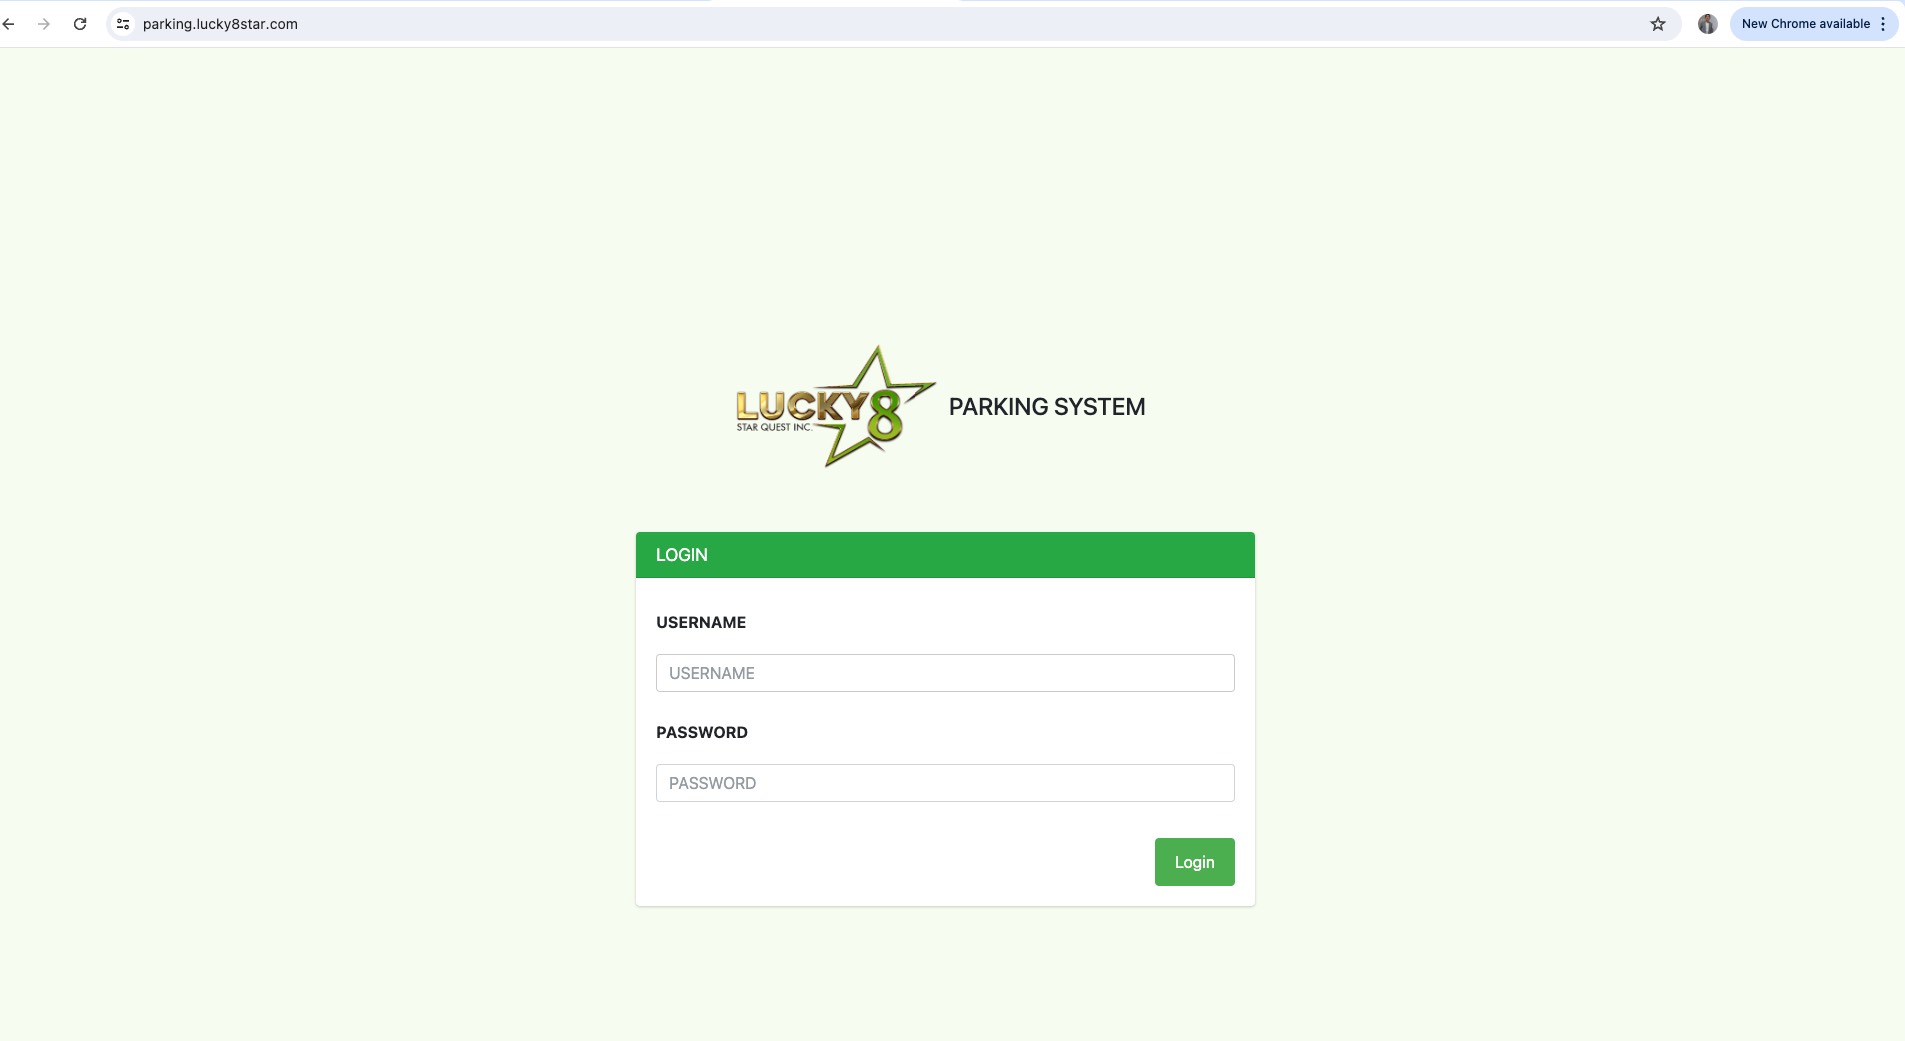 parking.lucky8star.com
New Chrome available
LUCKY8
STAR QUEST INC.
PARKING SYSTEM
LOGIN
USERNAME
USERNAME
PASSWORD
PASSWORD
Login